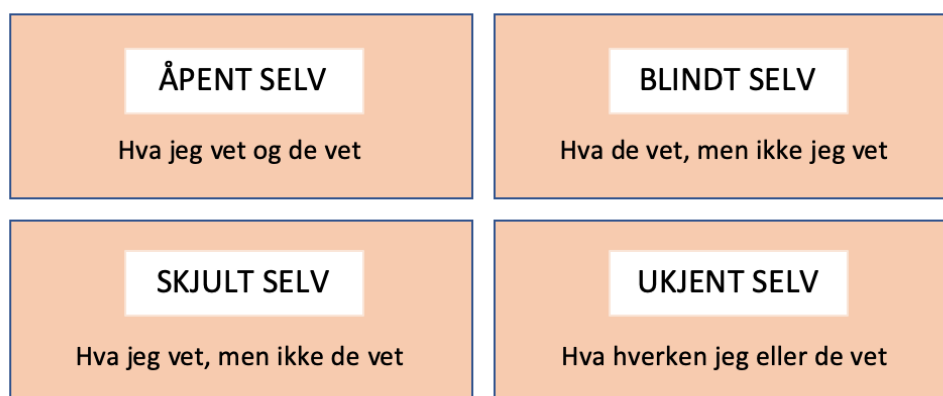 ÅPENT SELV
Hva jeg vet og de vet
BLINDT SELV
Hva de vet, men ikke jeg vet
SKJULT SELV
Hva jeg vet, men ikke de vet
UKJENT SELV
Hva hverken jeg eller de vet